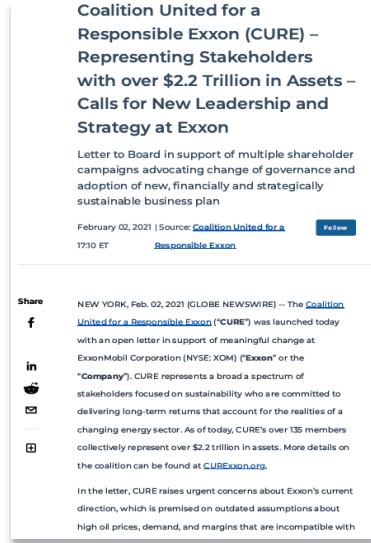 Coalition United for a
Responsible Exxon (CURE) –
Representing Stakeholders
with over $2.2 Trillion in Assets –
Calls for New Leadership and
Strategy at Exxon
Letter to Board in support of multiple shareholder
campaigns advocating change of governance and
adoption of new, financially and strategically
sustainable business plan
February 02, 2021 | Source: Coalition United for a
Follow
17:10 ET Responsible Exxon
Share
NEW YORK, Feb. 02, 2021 (GLOBE NEWSWIRE) -- The Coalition
United for a Responsible Exxon (“CURE”) was launched today
with an open letter in support of meaningful change at
ExxonMobil Corporation (NYSE: XOM) (“Exxon” or the
“Company”). CURE represents a broad a spectrum of
stakeholders focused on sustainability who are committed to
delivering long-term returns that account for the realities of a
changing energy sector. As of today, CURE’s over 135 members
collectively represent over $2.2 trillion in assets. More details on
the coalition can be found at CURExxon.org.
In the letter, CURE raises urgent concerns about Exxon’s current
direction, which is premised on outdated assumptions about
high oil prices, demand, and margins that are incompatible with